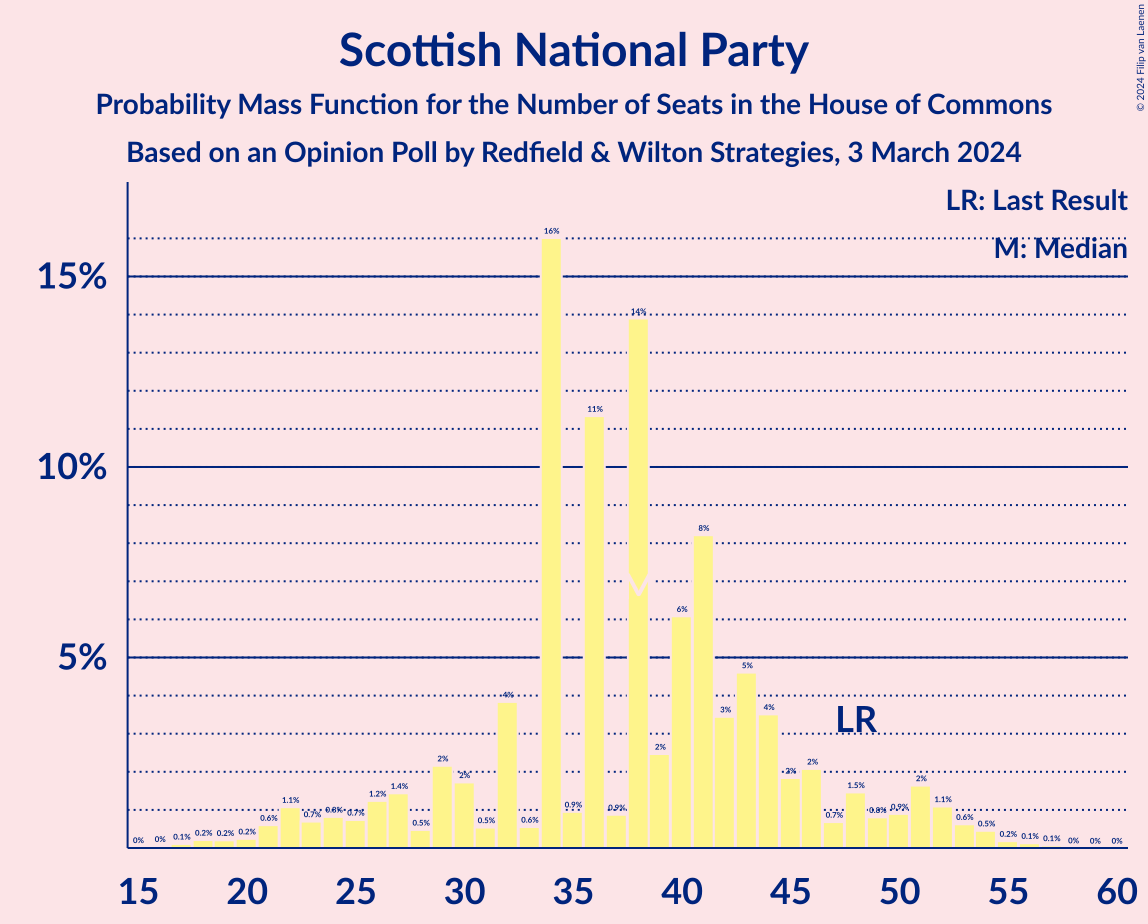 Scottish National Party
Probability Mass Function for the Number of Seats in the House of Commons
Based on an Opinion Poll by Redfield & Wilton Strategies, 3 March 2024
© 2024 Filip van Laenen
LR: Last Result
M: Median
15%
10%
5%
0% 0% 0.1% 0.2% 0.2% 0.2% 0.6% 1.1% 0.7% 0.8% 0.7% 1.2% 1.4% 0.5% 2% 2% 0.5% 4% 0.6% 16% 0.9% 11% 0.9% 14% 2% 6% 8% 3% 5% 4% 2% 2% 0.7% 1.5% 0.8% 0.9% 2% 1.1% 0.6% 0.5% 0.2% 0.1% 0.1% 0% 0% 0%
LR
15 20 25 30 35 40 45 50 55 60